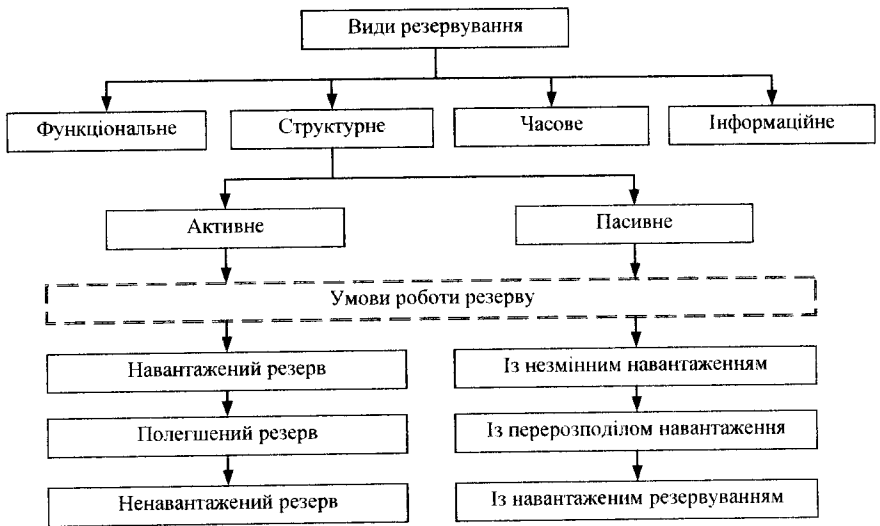 Види резервування
Функціональне
Структурне
Часове
Інформаційне
Активне
Пасивне
Умови роботи резерву
Навантажений резерв
Із незмінним навантаженням
Полегшений резерв
Із перерозподілом навантаження
Ненавантажений резерв
Із навантаженим резервуванням